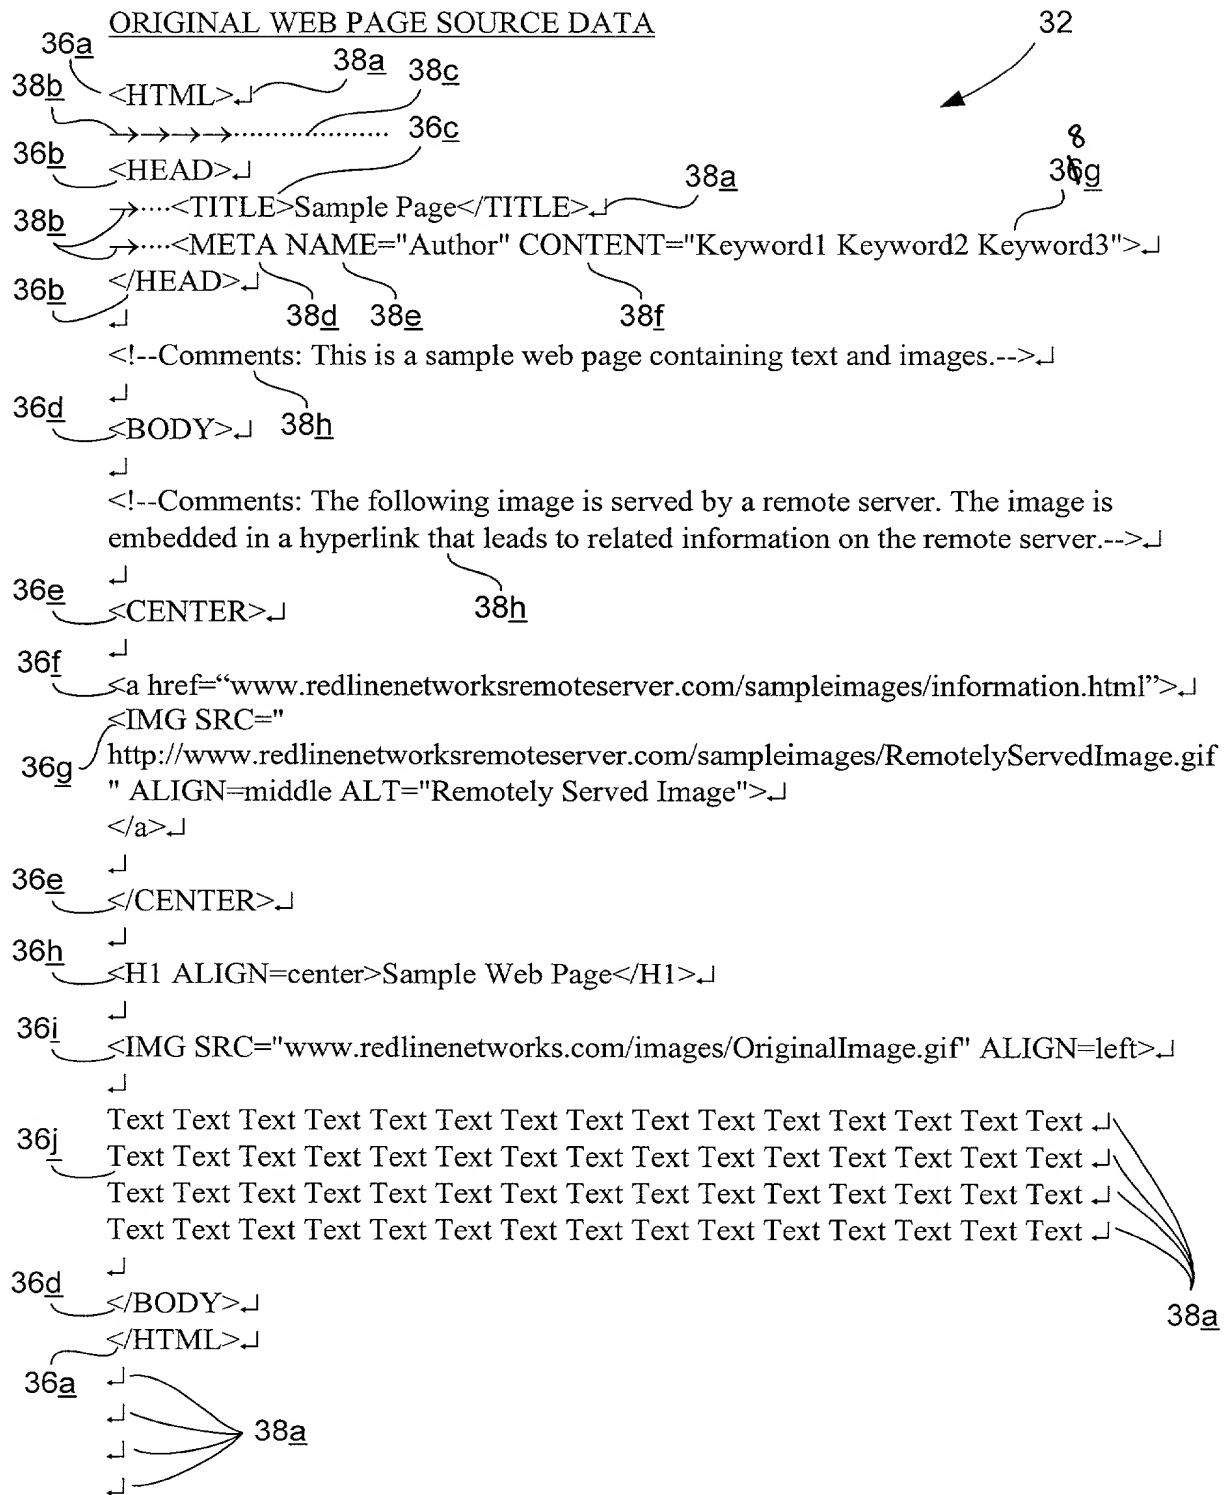 ORIGINAL WEB PAGE SOURCE DATA
32
36a
38a
38c
38b
<HTML>↵
→→→→····················
36c
36b
<HEAD>↵
8
36g
38a
→····<TITLE>Sample Page</TITLE>↵
38b
→····<META NAME="Author" CONTENT="Keyword1 Keyword2 Keyword3">↵
36b
</HEAD>↵
38d 38e 38f
↵
<!--Comments: This is a sample web page containing text and images.-->↵
↵
36d
<BODY>↵
38h
↵
<!--Comments: The following image is served by a remote server. The image is
embedded in a hyperlink that leads to related information on the remote server.-->↵
↵
36e
<CENTER>↵
38h
↵
36f
<a href=“www.redlinenetworksremoteserver.com/sampleimages/information.html”>↵
<IMG SRC="
36g
http://www.redlinenetworksremoteserver.com/sampleimages/RemotelyServedImage.gif
" ALIGN=middle ALT="Remotely Served Image">↵
</a>↵
↵
36e
</CENTER>↵
↵
36h
<H1 ALIGN=center>Sample Web Page</H1>↵
↵
36i
<IMG SRC="www.redlinenetworks.com/images/OriginalImage.gif" ALIGN=left>↵
↵
Text Text Text Text Text Text Text Text Text Text Text Text Text Text Text ↵
36j
Text Text Text Text Text Text Text Text Text Text Text Text Text Text Text ↵
Text Text Text Text Text Text Text Text Text Text Text Text Text Text Text ↵
Text Text Text Text Text Text Text Text Text Text Text Text Text Text Text ↵
↵
36d
</BODY>↵
38a
</HTML>↵
36a
↵
↵
38a
↵
↵